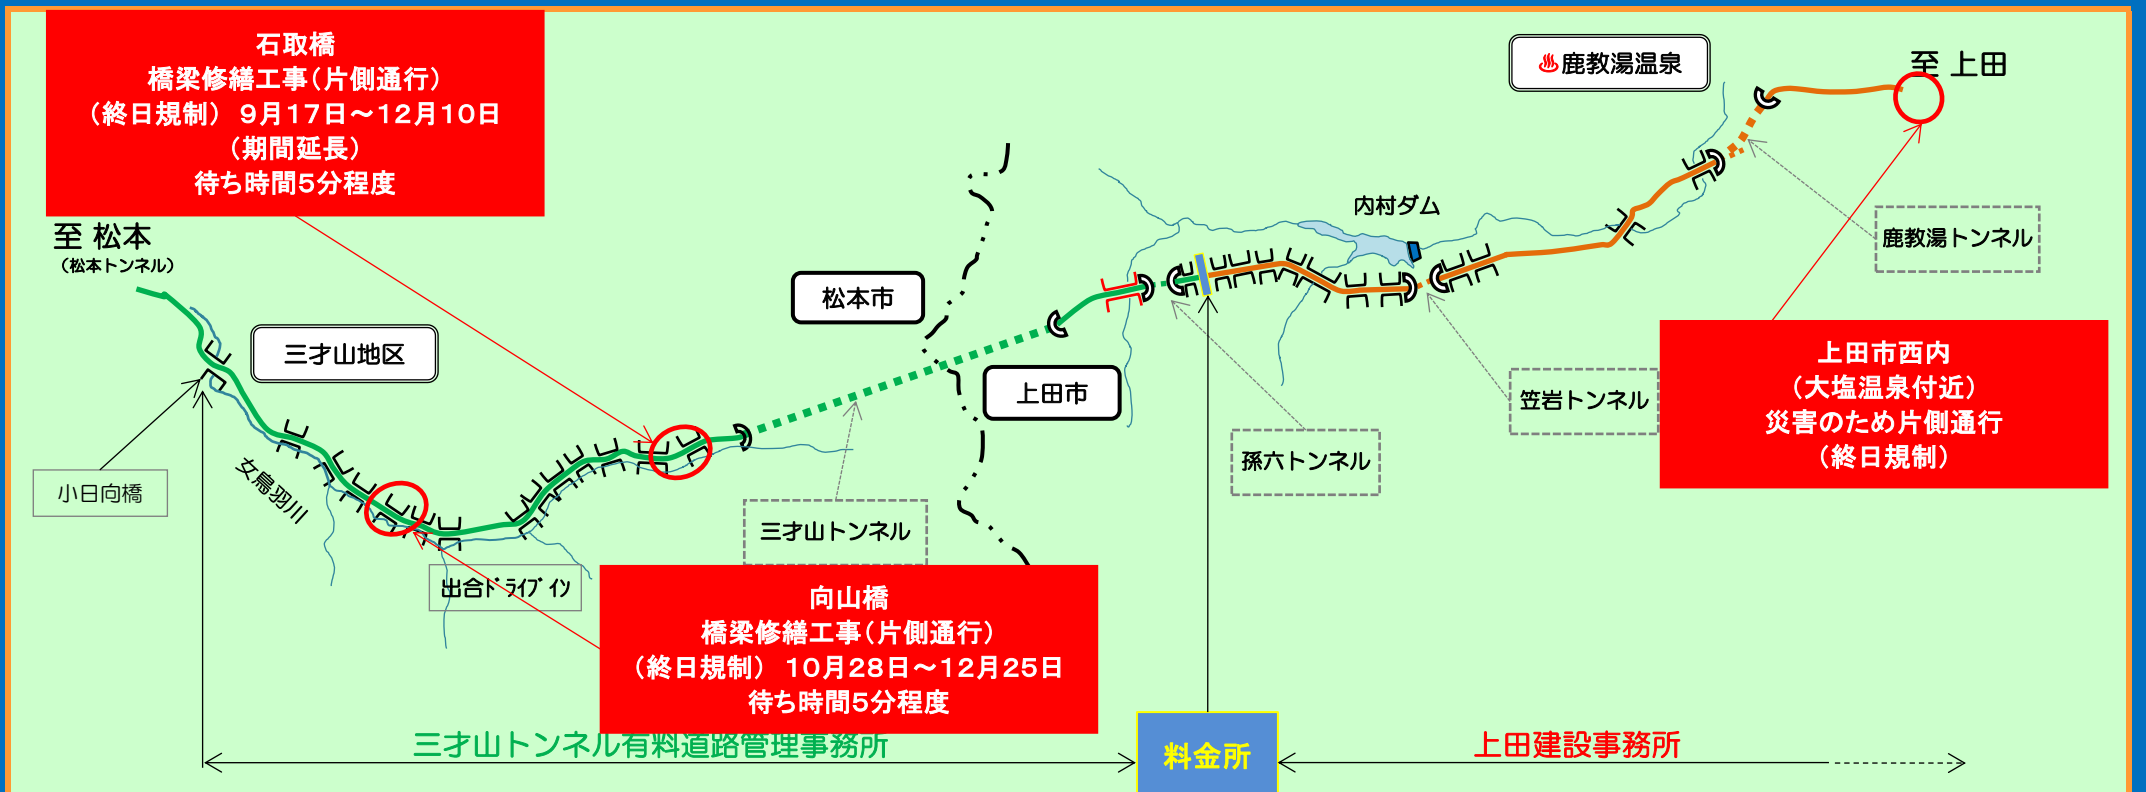 石取橋
橋梁修繕工事(片側通行)
(終日規制) 9月17日~12月10日
(期間延長)
待ち時間5分程度
鹿教湯温泉
至 上田
至 松本
(松本トンネル)
内村ダム
鹿教湯トンネル
松本市
三才山地区
上田市
上田市西内
(大塩温泉付近)
災害のため片側通行
(終日規制)
笠岩トンネル
孫六トンネル
小日向橋
女鳥羽川
三才山トンネル
出合ドライブイン
向山橋
橋梁修繕工事(片側通行)
(終日規制) 10月28日~12月25日
待ち時間5分程度
三才山トンネル有料道路管理事務所
料金所
上田建設事務所